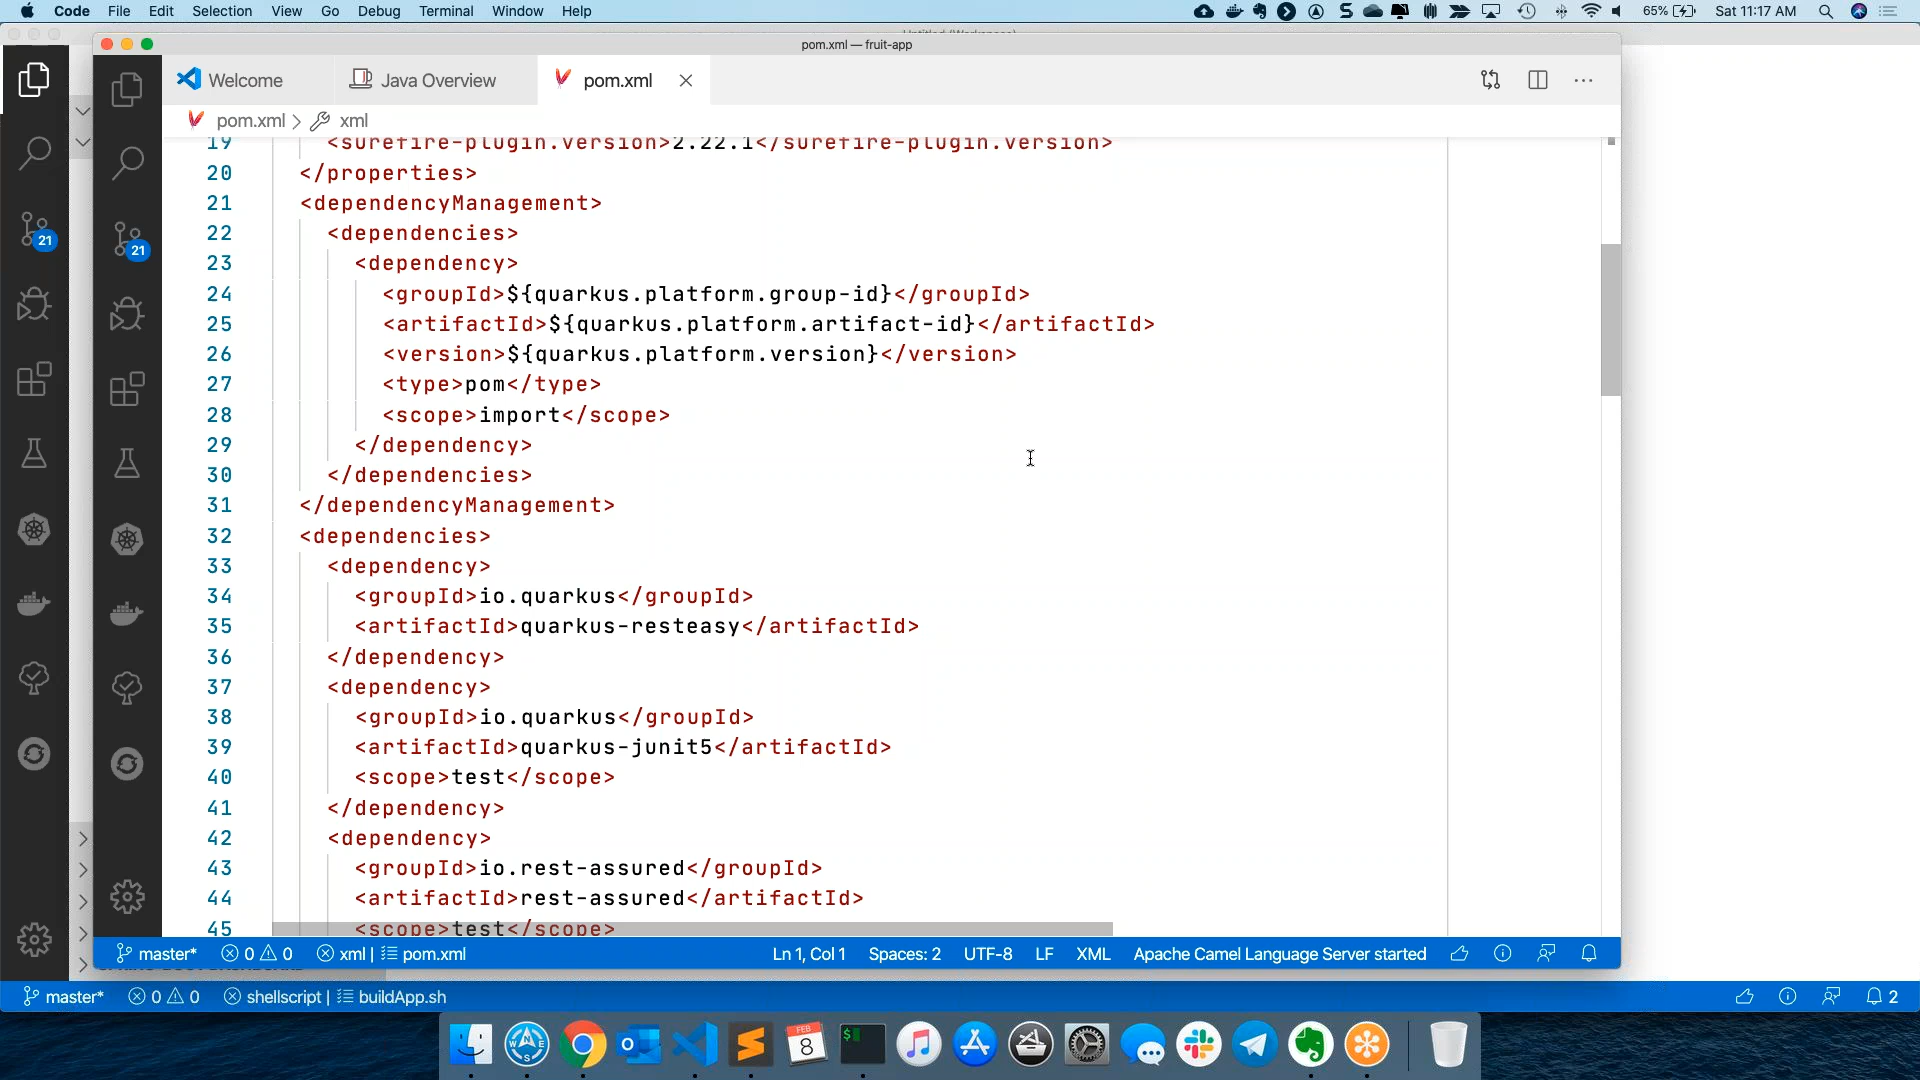 Code File Edit Selection View Go Debug Terminal Window Help 65% Sat 11:17 AM
pom.xml — fruit-app
Welcome Java Overview pom.xml
pom.xml > xml
19 <surefire-plugin.version>2.22.1</surefire-plugin.version>
20 </properties>
21 <dependencyManagement>
22 <dependencies>
23 <dependency>
24 <groupId>${quarkus.platform.group-id}</groupId>
25 <artifactId>${quarkus.platform.artifact-id}</artifactId>
26 <version>${quarkus.platform.version}</version>
27 <type>pom</type>
28 <scope>import</scope>
29 </dependency>
30 </dependencies>
31 </dependencyManagement>
32 <dependencies>
33 <dependency>
34 <groupId>io.quarkus</groupId>
35 <artifactId>quarkus-resteasy</artifactId>
36 </dependency>
37 <dependency>
38 <groupId>io.quarkus</groupId>
39 <artifactId>quarkus-junit5</artifactId>
40 <scope>test</scope>
41 </dependency>
42 <dependency>
43 <groupId>io.rest-assured</groupId>
44 <artifactId>rest-assured</artifactId>
45 <scope>test</scope>
21
21
master* 0 0 xml | pom.xml Ln 1, Col 1 Spaces: 2 UTF-8 LF XML Apache Camel Language Server started
master* 0 0 shellscript | buildApp.sh 2
FEB
8